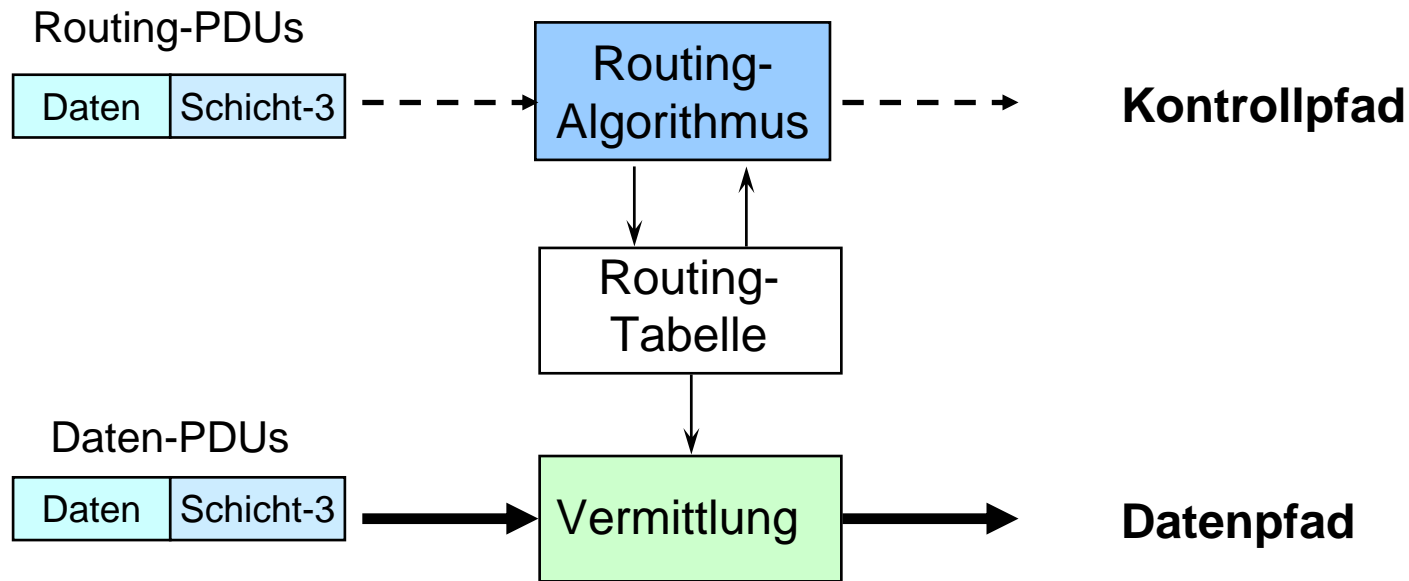 Routing-PDUs
Daten Schicht-3
Routing-
Algorithmus
Kontrollpfad
Routing-
Tabelle
Daten-PDUs
Daten Schicht-3
Vermittlung
Datenpfad